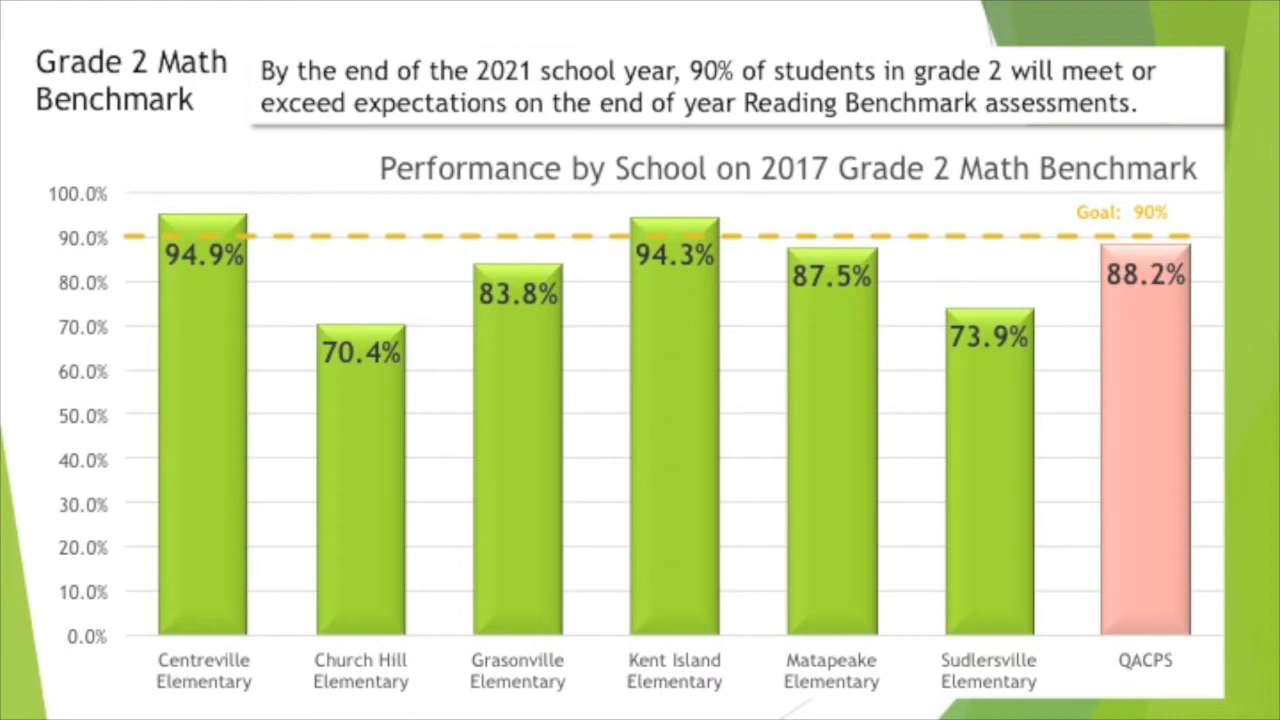 Grade 2 Math
Benchmark
By the end of the 2021 school year, 90% of students in grade 2 will meet or
exceed expectations on the end of year Reading Benchmark assessments.
Performance by School on 2017 Grade 2 Math Benchmark
100.0%
90.0%
80.0%
70.0%
60.0%
50.0%
40.0%
30.0%
20.0%
10.0%
0.0%
Goal: 90%
94.9%
70.4%
83.8%
94.3%
87.5%
73.9%
88.2%
Centreville
Elementary
Church Hill
Elementary
Grasonville
Elementary
Kent Island
Elementary
Matapeake
Elementary
Sudlersville
Elementary
QACPS